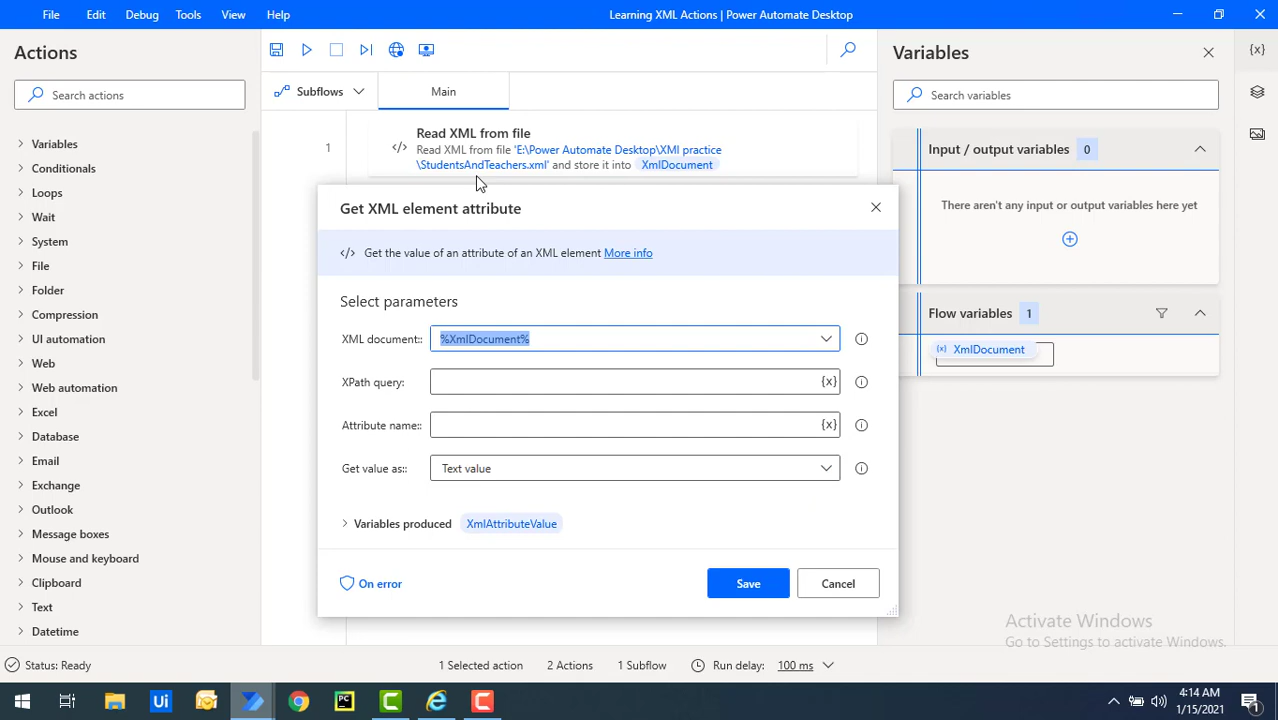 File Edit Debug Tools View Help
Learning XML Actions | Power Automate Desktop
Actions
Search actions
Variables
Conditionals
Loops
Wait
System
File
Folder
Compression
UI automation
Web
Web automation
Excel
Database
Email
Exchange
Outlook
Message boxes
Mouse and keyboard
Clipboard
Text
Datetime
Subflows
Main
1
Read XML from file
Read XML from file 'E:\Power Automate Desktop\XMl practice
\StudentsAndTeachers.xml' and store it into XmlDocument
Get XML element attribute
</> Get the value of an attribute of an XML element More info
Select parameters
XML document:: %XmlDocument%
XPath query: {x}
Attribute name:: {x}
Get value as:: Text value
Variables produced XmlAttributeValue
On error
Save
Cancel
Variables
{x}
Search variables
Input / output variables 0
There aren't any input or output variables here yet
Flow variables 1
{x} XmlDocument
Activate Windows
Go to Settings to activate Windows.
Status: Ready
1 Selected action
2 Actions
1 Subflow
Run delay: 100 ms
Ui
PC
C
C
4:14 AM
1/15/2021
1